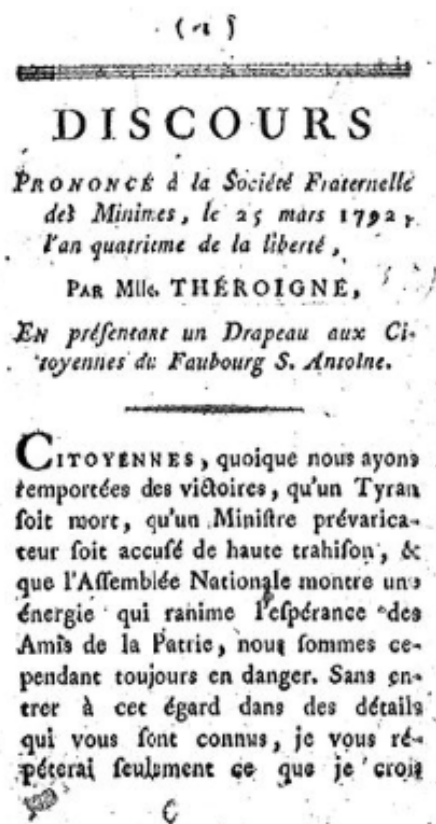 ( 1 )
DISCOURS
PRONONCÉ à la Société Fraternelle
des Minimes, le 25 mars 1792,
l'an quatrieme de la liberté,
PAR Mlle. THÉROIGNE,
EN préſentant un Drapeau aux Ci-
toyennes du Faubourg S. Antoine.
CITOYENNES, quoique nous ayons
remportées des victoires, qu'un Tyran
ſoit mort, qu'un Miniſtre prévarica-
teur ſoit accuſé de haute trahiſon, &
que l'Aſſemblée Nationale montre une
énergie qui ranime l'eſpérance des
Amis de la Patrie, nous ſommes ce-
pendant toujours en danger. Sans en-
trer à cet égard dans des détails
qui vous ſont connus, je vous ré-
péterai ſeulement ce que je crois